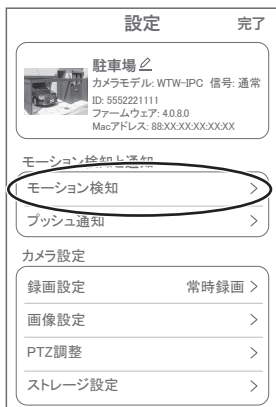 設定 完了
駐車場
カメラモデル: WTW-IPC 信号: 通常
ID: 5552221111
ファームウェア: 4.0.8.0
Macアドレス: 88:XX:XX:XX:XX:XX
モーション検知と通知
モーション検知
プッシュ通知
カメラ設定
録画設定 常時録画
画像設定
PTZ調整
ストレージ設定